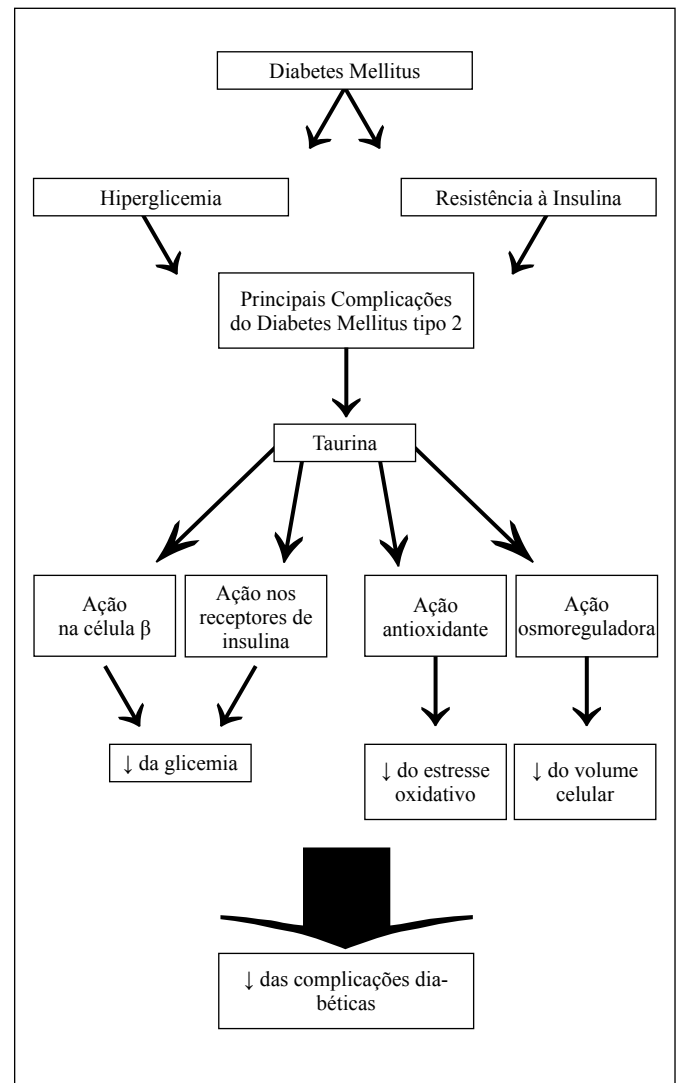 Diabetes Mellitus
Hiperglicemia
Resistência à Insulina
Principais Complicações
do Diabetes Mellitus tipo 2
Taurina
Ação
na célula β
Ação nos
receptores de
insulina
Ação
antioxidante
Ação
osmoreguladora
↓ da glicemia
↓ do estresse
oxidativo
↓ do volume
celular
↓ das complicações dia-
béticas